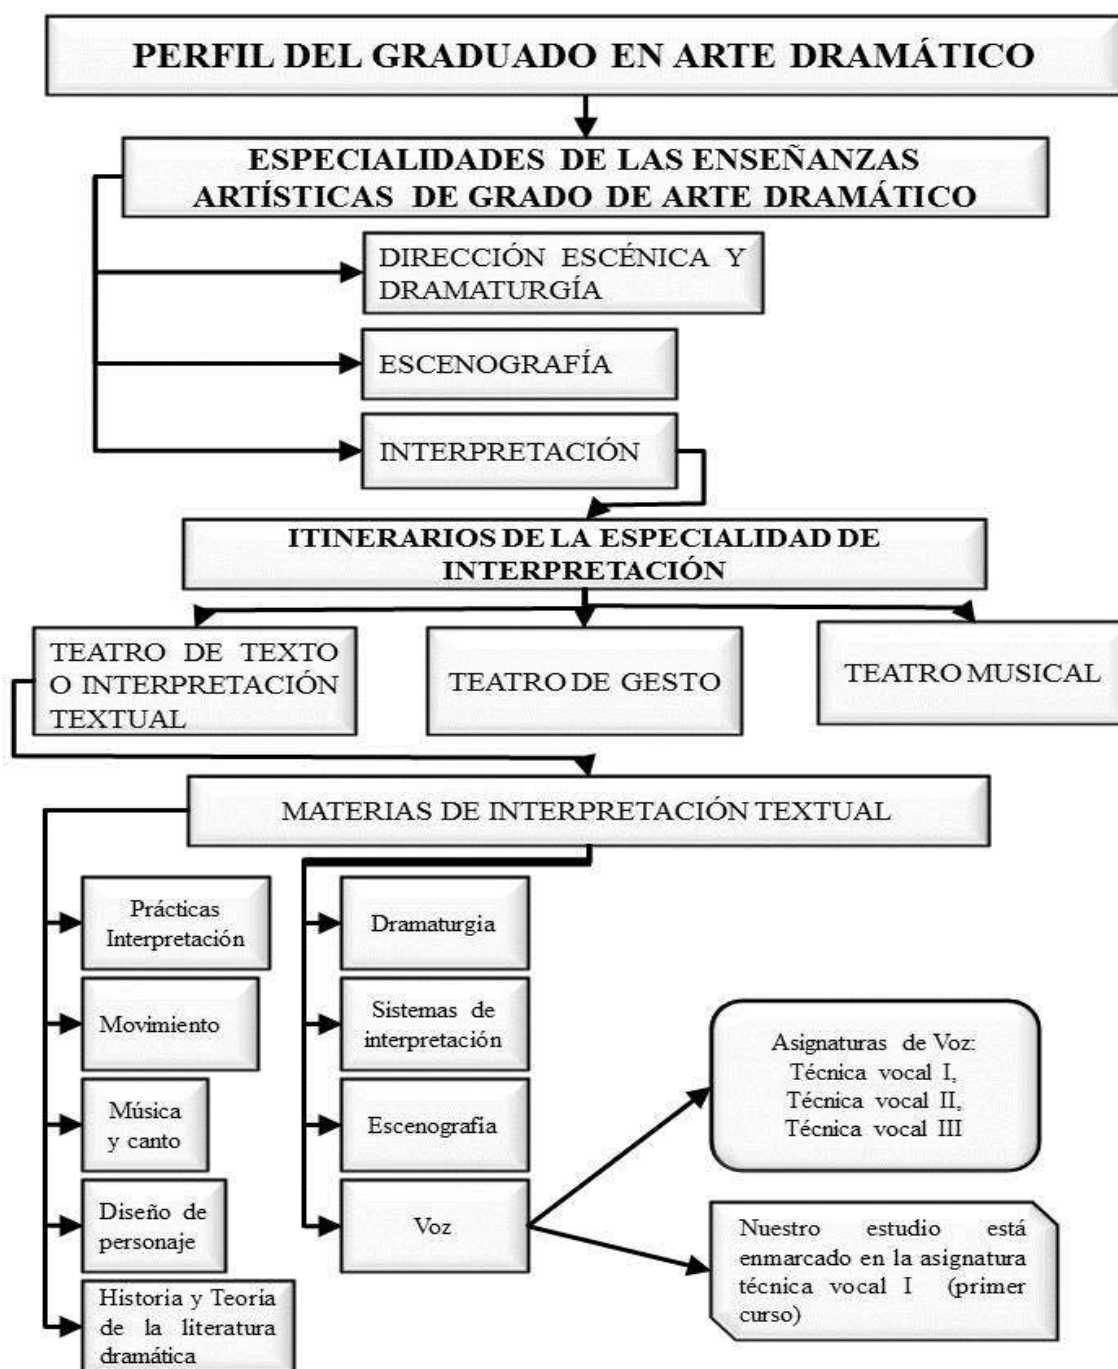 PERFIL DEL GRADUADO EN ARTE DRAMÁTICO
ESPECIALIDADES DE LAS ENSEÑANZAS
ARTÍSTICAS DE GRADO DE ARTE DRAMÁTICO
DIRECCIÓN ESCÉNICA Y
DRAMATURGÍA
ESCENOGRAFÍA
INTERPRETACIÓN
ITINERARIOS DE LA ESPECIALIDAD DE
INTERPRETACIÓN
TEATRO DE TEXTO
O INTERPRETACIÓN
TEXTUAL
TEATRO DE GESTO
TEATRO MUSICAL
MATERIAS DE INTERPRETACIÓN TEXTUAL
Prácticas
Interpretación
Movimiento
Música
y canto
Diseño de
personaje
Historia y Teoría
de la literatura
dramática
Dramaturgia
Sistemas de
interpretación
Escenografía
Voz
Asignaturas de Voz:
Técnica vocal I,
Técnica vocal II,
Técnica vocal III
Nuestro estudio está
enmarcado en la asignatura
técnica vocal I (primer
curso)